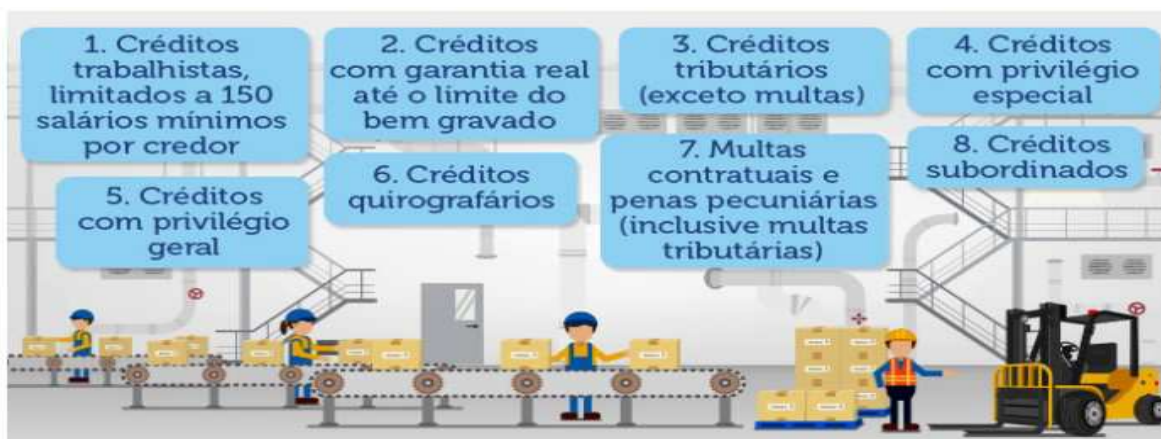 1. Créditos
trabalhistas,
limitados a 150
salários mínimos
por credor
2. Créditos
com garantia real
até o limite do
bem gravado
3. Créditos
tributários
(exceto multas)
4. Créditos
com privilégio
especial
5. Créditos
com privilégio
geral
6. Créditos
quirografários
7. Multas
contratuais e
penas pecuniárias
(inclusive multas
tributárias)
8. Créditos
subordinados